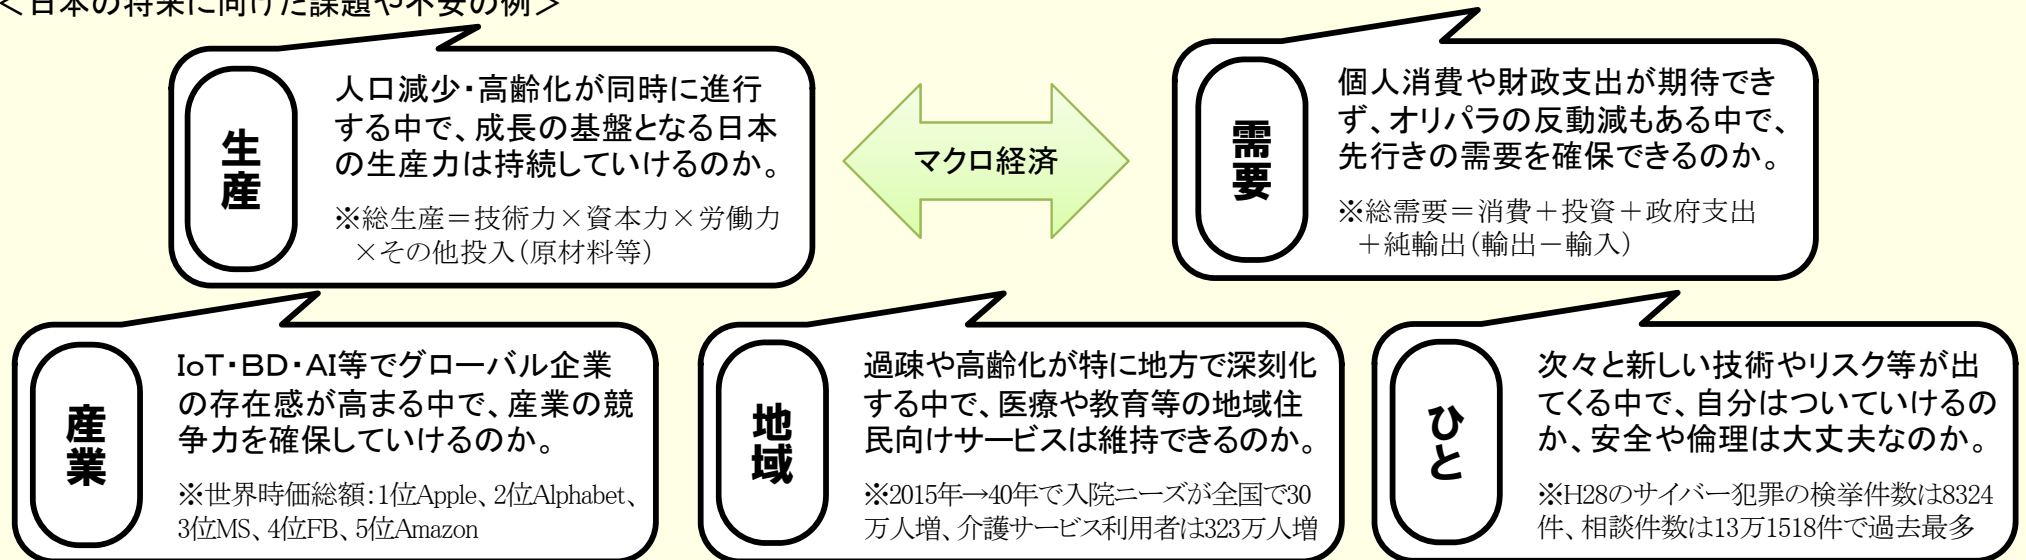 ＜日本の将来に向けた課題や不安の例＞
生産
人口減少・高齢化が同時に進行
する中で、成長の基盤となる日本
の生産力は持続していけるのか。
※総生産＝技術力×資本力×労働力
×その他投入（原材料等）
マクロ経済
需要
個人消費や財政支出が期待でき
ず、オリパラの反動減もある中で、
先行きの需要を確保できるのか。
※総需要＝消費＋投資＋政府支出
＋純輸出（輸出－輸入）
産業
IoT・BD・AI等でグローバル企業
の存在感が高まる中で、産業の競
争力を確保していけるのか。
※世界時価総額：1位Apple、2位Alphabet、
3位MS、4位FB、5位Amazon
地域
過疎や高齢化が特に地方で深刻化
する中で、医療や教育等の地域住
民向けサービスは維持できるのか。
※2015年→40年で入院ニーズが全国で30
万人増、介護サービス利用者は323万人増
ひと
次々と新しい技術やリスク等が出
てくる中で、自分はついていけるの
か、安全や倫理は大丈夫なのか。
※H28のサイバー犯罪の検挙件数は8324
件、相談件数は13万1518件で過去最多